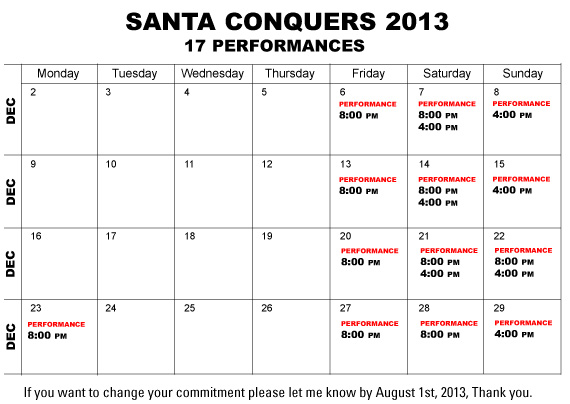 SANTA CONQUERS 2013
17 PERFORMANCES
Monday Tuesday Wednesday Thursday Friday Saturday Sunday
DEC
2 3 4 5 6 7 8
PERFORMANCE PERFORMANCE PERFORMANCE
8:00 PM 8:00 PM 4:00 PM
4:00 PM
DEC
9 10 11 12 13 14 15
PERFORMANCE PERFORMANCE PERFORMANCE
8:00 PM 8:00 PM 4:00 PM
4:00 PM
DEC
16 17 18 19 20 21 22
PERFORMANCE PERFORMANCE PERFORMANCE
8:00 PM 8:00 PM 8:00 PM
4:00 PM 4:00 PM
DEC
23 24 25 26 27 28 29
PERFORMANCE PERFORMANCE PERFORMANCE PERFORMANCE
8:00 PM 8:00 PM 8:00 PM 4:00 PM
If you want to change your commitment please let me know by August 1st, 2013, Thank you.